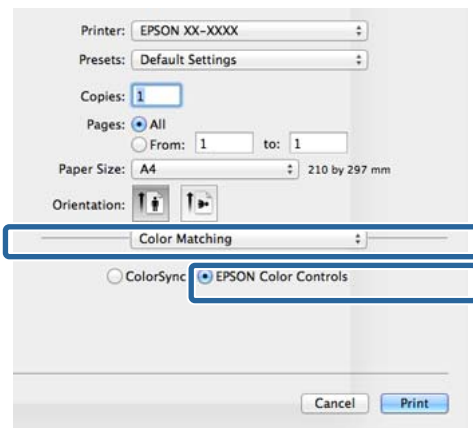 Printer: EPSON XX-XXXX
Presets: Default Settings
Copies: 1
Pages: All
From: 1 to: 1
Paper Size: A4 210 by 297 mm
Orientation:
Color Matching
ColorSync EPSON Color Controls
Cancel Print